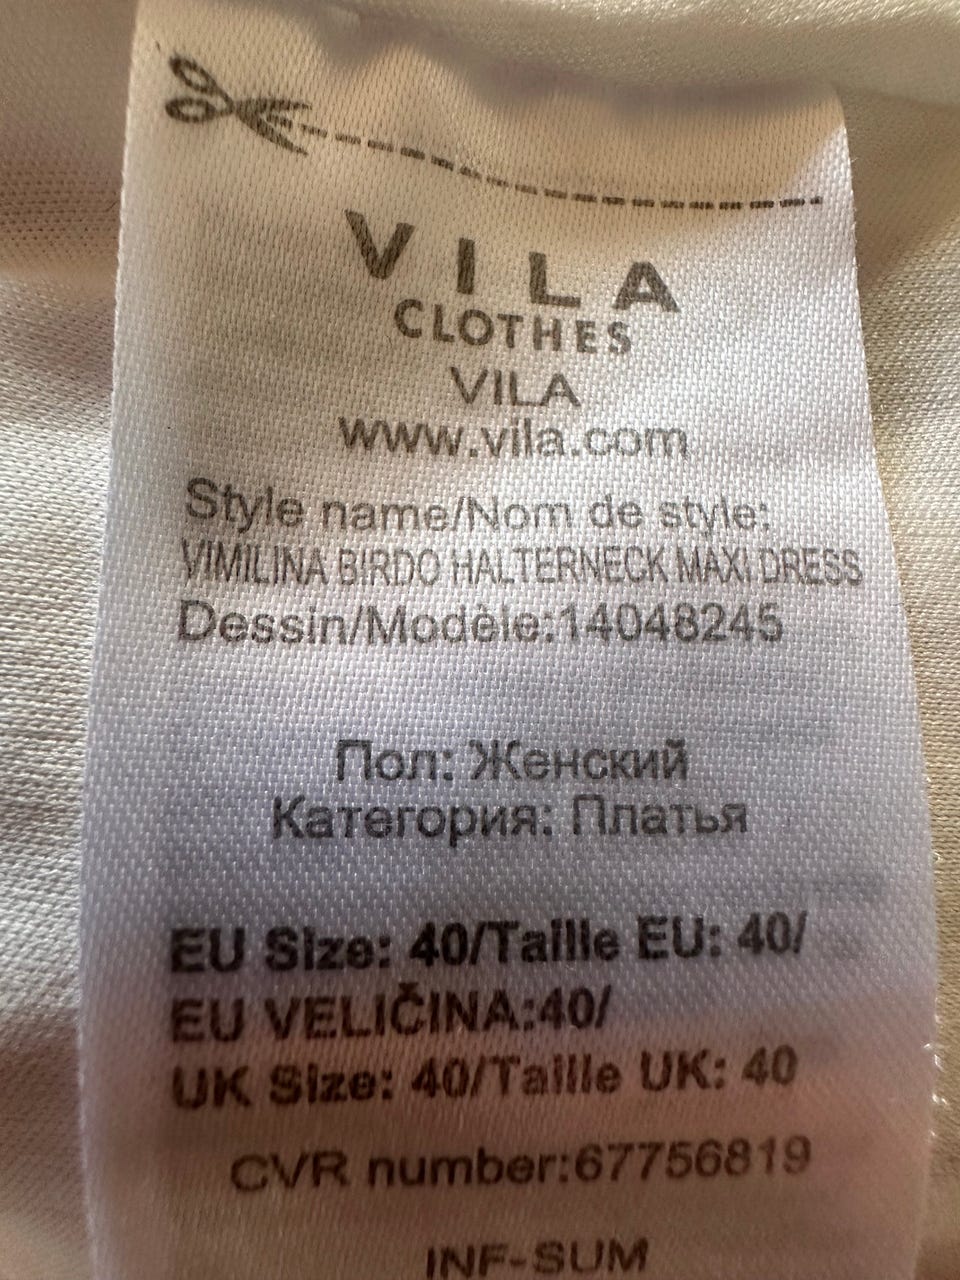 VILA
CLOTHES
VILA
www.vila.com
Style name/Nom de style:
VIMILINA BIRDO HALTERNECK MAXI DRESS
Dessin/Modèle:14048245
Пол: Женский
Категория: Платья
EU Size: 40/Taille EU: 40/
EU VELIČINA:40/
UK Size: 40/Taille UK: 40
CVR number:67756819
INF-SUM